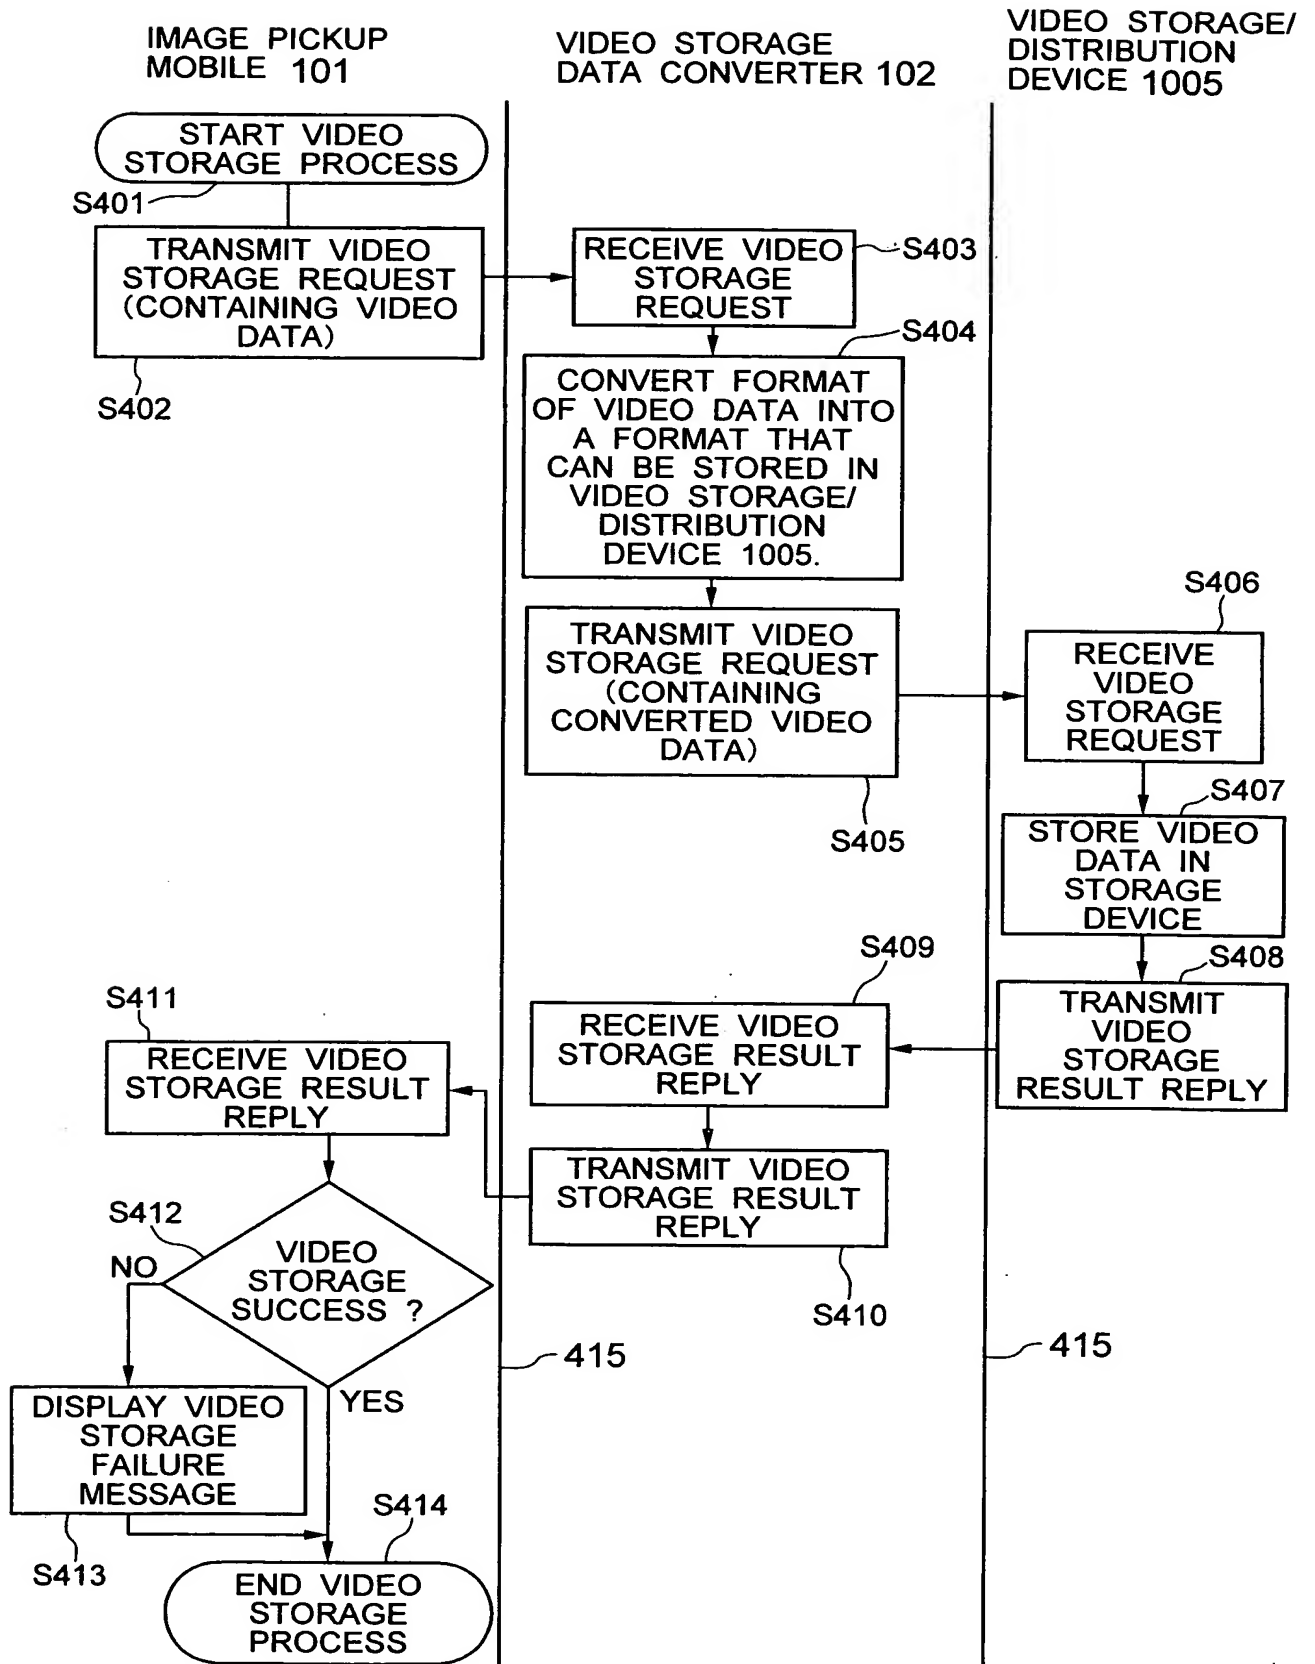 IMAGE PICKUP
MOBILE 101
VIDEO STORAGE
DATA CONVERTER 102
VIDEO STORAGE/
DISTRIBUTION
DEVICE 1005
START VIDEO
STORAGE PROCESS
S401
TRANSMIT VIDEO
STORAGE REQUEST
(CONTAINING VIDEO
DATA)
S402
RECEIVE VIDEO
STORAGE
REQUEST
S403
S404
CONVERT FORMAT
OF VIDEO DATA INTO
A FORMAT THAT
CAN BE STORED IN
VIDEO STORAGE/
DISTRIBUTION
DEVICE 1005.
TRANSMIT VIDEO
STORAGE REQUEST
(CONTAINING
CONVERTED VIDEO
DATA)
S405
S406
RECEIVE
VIDEO
STORAGE
REQUEST
S407
STORE VIDEO
DATA IN
STORAGE
DEVICE
S408
TRANSMIT
VIDEO
STORAGE
RESULT REPLY
S409
RECEIVE VIDEO
STORAGE RESULT
REPLY
TRANSMIT VIDEO
STORAGE RESULT
REPLY
S410
S411
RECEIVE VIDEO
STORAGE RESULT
REPLY
S412
VIDEO
STORAGE
SUCCESS ?
NO
YES
415
415
DISPLAY VIDEO
STORAGE
FAILURE
MESSAGE
S413
S414
END VIDEO
STORAGE
PROCESS